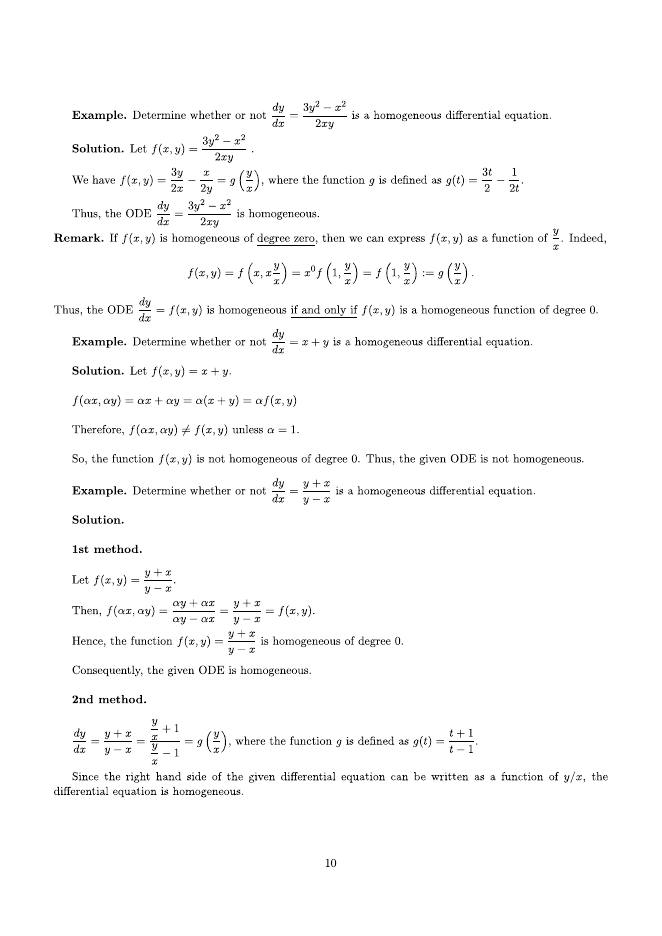 Example. Determine whether or not dy/dx = (3y² − x²)/(2xy) is a homogeneous differential equation.
Solution. Let f(x, y) = (3y² − x²)/(2xy) .
We have f(x, y) = 3y/2x − x/2y = g(y/x), where the function g is defined as g(t) = 3t/2 − 1/2t.
Thus, the ODE dy/dx = (3y² − x²)/(2xy) is homogeneous.
Remark. If f(x, y) is homogeneous of degree zero, then we can express f(x, y) as a function of y/x. Indeed,
f(x, y) = f(x, x y/x) = x⁰f(1, y/x) = f(1, y/x) := g(y/x).
Thus, the ODE dy/dx = f(x, y) is homogeneous if and only if f(x, y) is a homogeneous function of degree 0.
Example. Determine whether or not dy/dx = x + y is a homogeneous differential equation.
Solution. Let f(x, y) = x + y.
f(αx, αy) = αx + αy = α(x + y) = αf(x, y)
Therefore, f(αx, αy) ≠ f(x, y) unless α = 1.
So, the function f(x, y) is not homogeneous of degree 0. Thus, the given ODE is not homogeneous.
Example. Determine whether or not dy/dx = (y + x)/(y − x) is a homogeneous differential equation.
Solution.
1st method.
Let f(x, y) = (y + x)/(y − x).
Then, f(αx, αy) = (αy + αx)/(αy − αx) = (y + x)/(y − x) = f(x, y).
Hence, the function f(x, y) = (y + x)/(y − x) is homogeneous of degree 0.
Consequently, the given ODE is homogeneous.
2nd method.
dy/dx = (y + x)/(y − x) = (y/x + 1)/(y/x − 1) = g(y/x), where the function g is defined as g(t) = (t + 1)/(t − 1).
Since the right hand side of the given differential equation can be written as a function of y/x, the
differential equation is homogeneous.
10